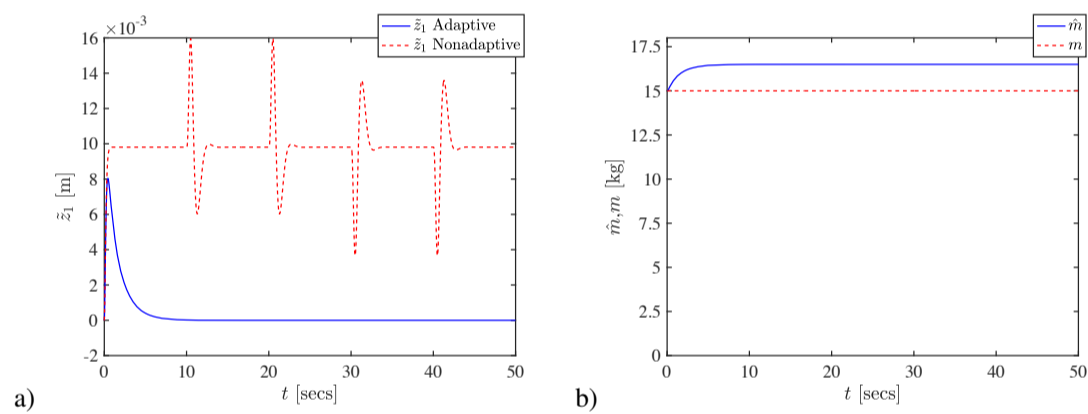 ×10⁻³
z̃₁ Adaptive
z̃₁ Nonadaptive
16
14
12
10
8
6
4
2
0
-2
z̃₁ [m]
0 10 20 30 40 50
t [secs]
a)
m̂
m
17.5
15
12.5
10
7.5
5
2.5
0
m̂,m [kg]
0 10 20 30 40 50
t [secs]
b)